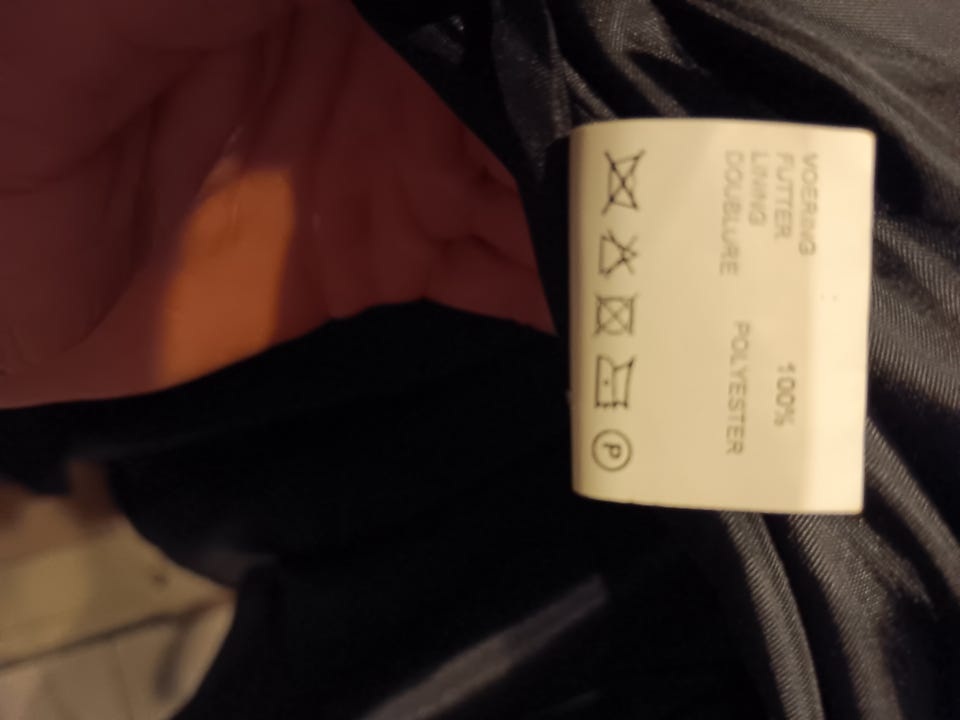 VOERING
FUTTER 100%
LINING
DOUBLURE POLYESTER
P